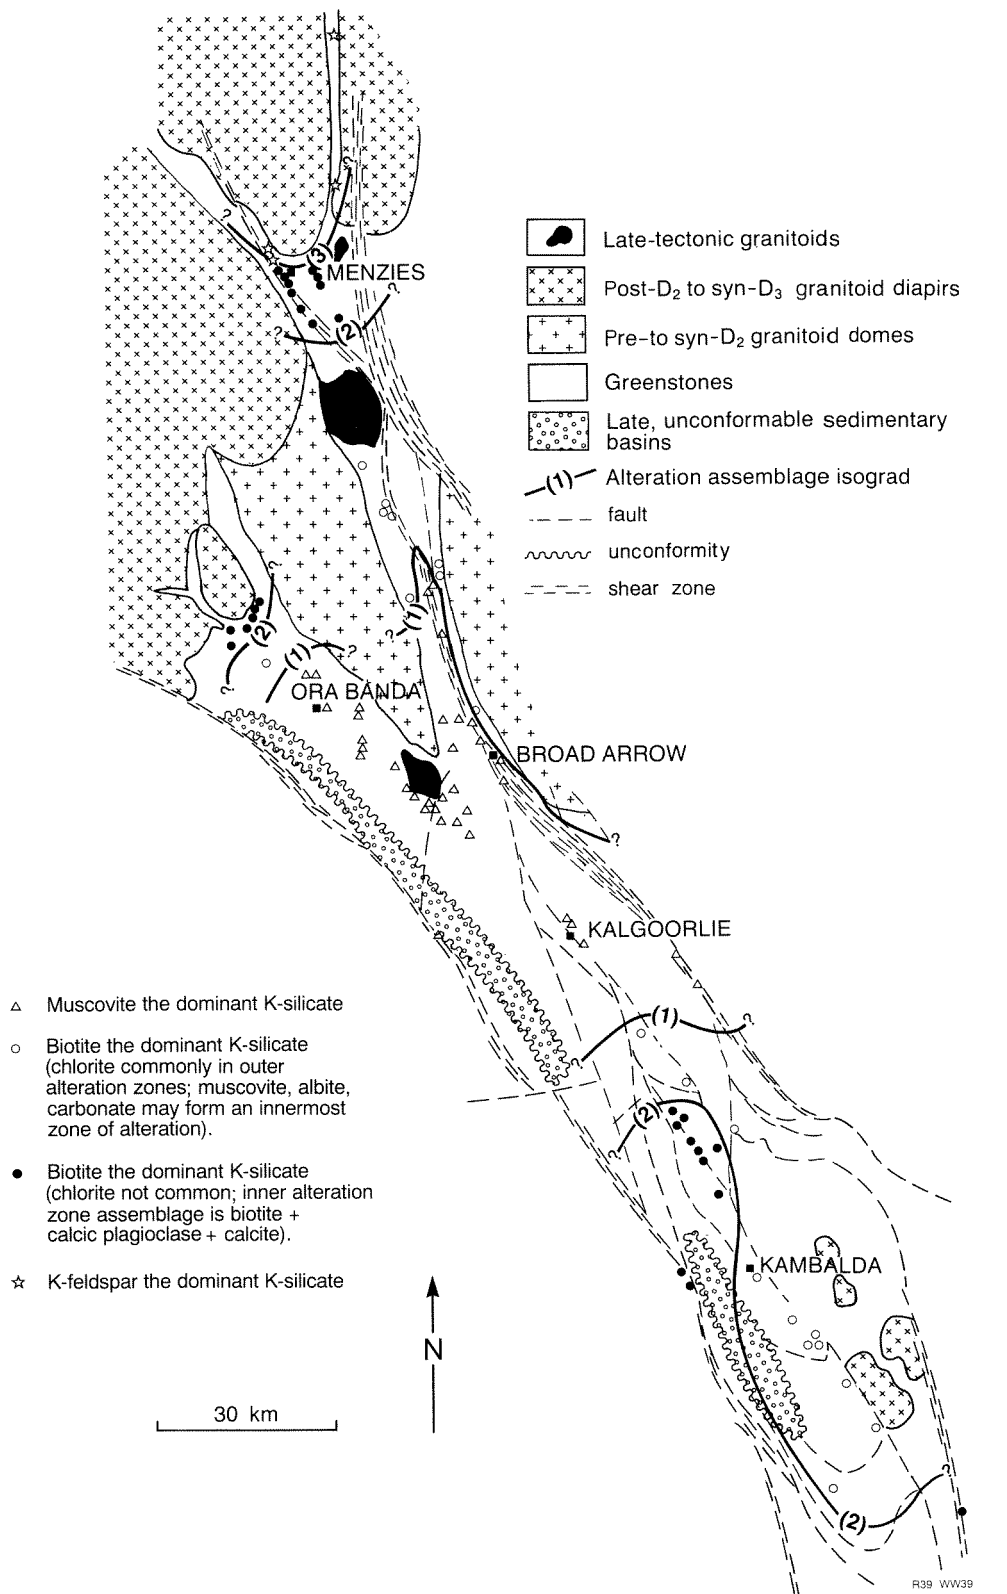 ?
(3)
MENZIES
?
?
?
(2)
Late-tectonic granitoids
Post-D2 to syn-D3 granitoid diapirs
Pre-to syn-D2 granitoid domes
Greenstones
Late, unconformable sedimentary
basins
(1) Alteration assemblage isograd
fault
unconformity
shear zone
?
(2)
?
(1)
?
(1)
?
ORA BANDA
BROAD ARROW
?
KALGOORLIE
(1)
?
?
(2)
?
KAMBALDA
?
(2)
Muscovite the dominant K-silicate
Biotite the dominant K-silicate
(chlorite commonly in outer
alteration zones; muscovite, albite,
carbonate may form an innermost
zone of alteration).
Biotite the dominant K-silicate
(chlorite not common; inner alteration
zone assemblage is biotite +
calcic plagioclase + calcite).
K-feldspar the dominant K-silicate
N
30 km
R39 WW39